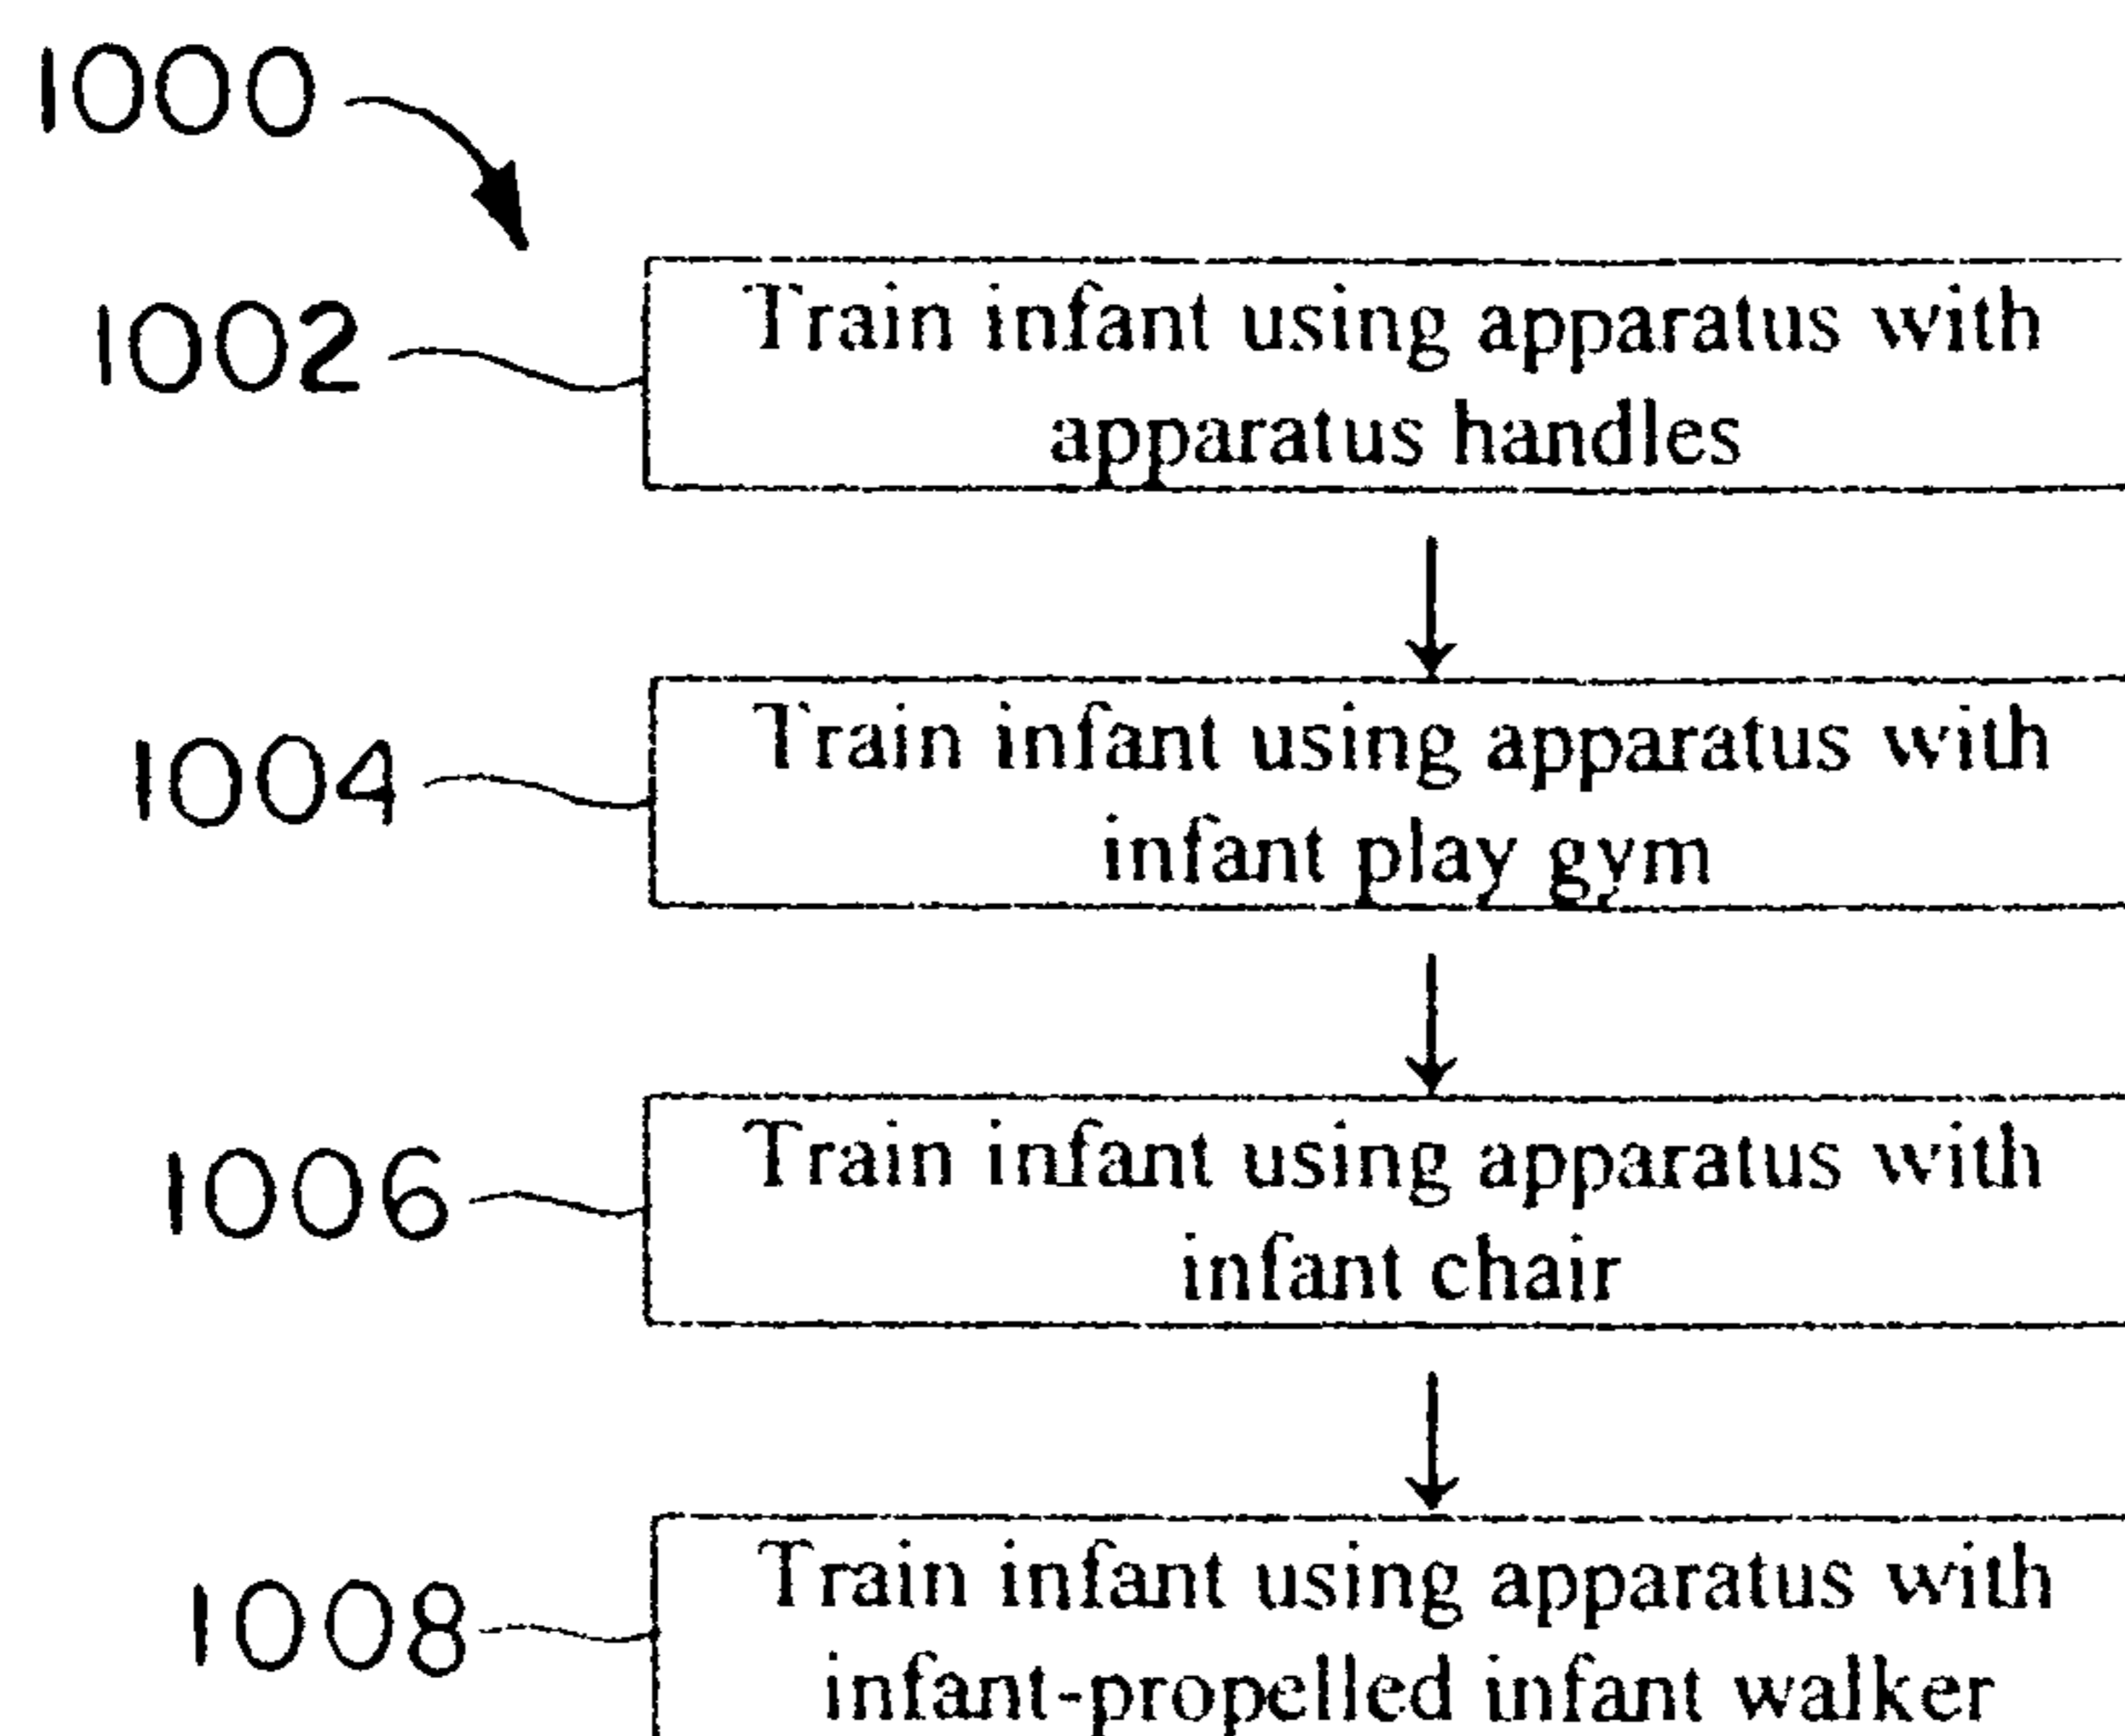 1000
1002
Train infant using apparatus with
apparatus handles
1004
Train infant using apparatus with
infant play gym
1006
Train infant using apparatus with
infant chair
1008
Train infant using apparatus with
infant-propelled infant walker